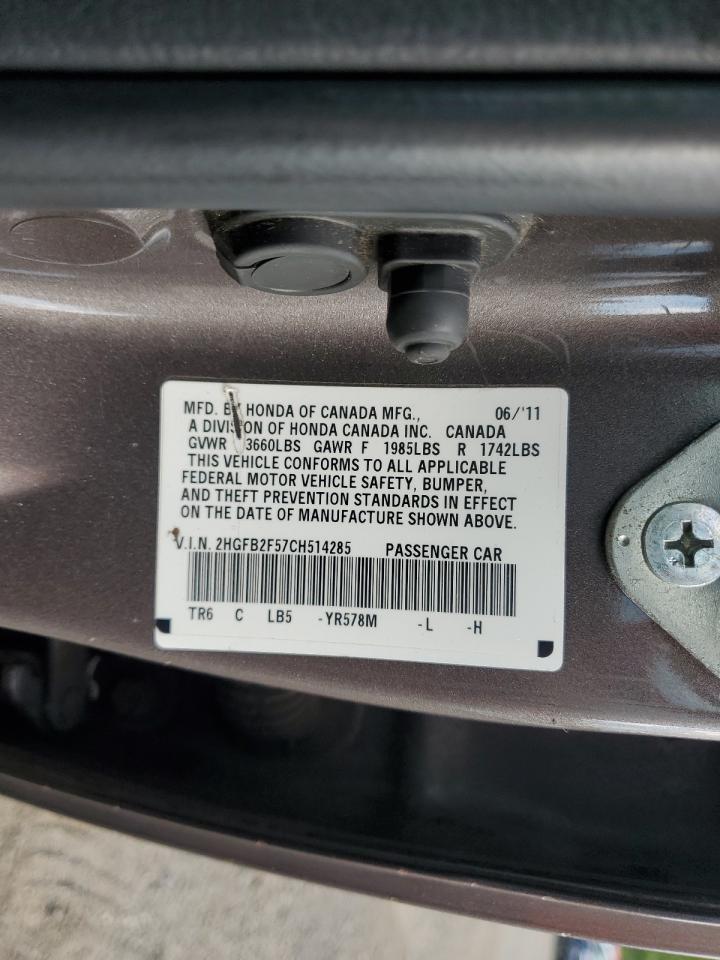 MFD. BY HONDA OF CANADA MFG., 06/'11
A DIVISION OF HONDA CANADA INC. CANADA
GVWR 3660LBS GAWR F 1985LBS R 1742LBS
THIS VEHICLE CONFORMS TO ALL APPLICABLE
FEDERAL MOTOR VEHICLE SAFETY, BUMPER,
AND THEFT PREVENTION STANDARDS IN EFFECT
ON THE DATE OF MANUFACTURE SHOWN ABOVE.
V.I.N. 2HGFB2F57CH514285 PASSENGER CAR
TR6 C LB5 -YR578M -L -H